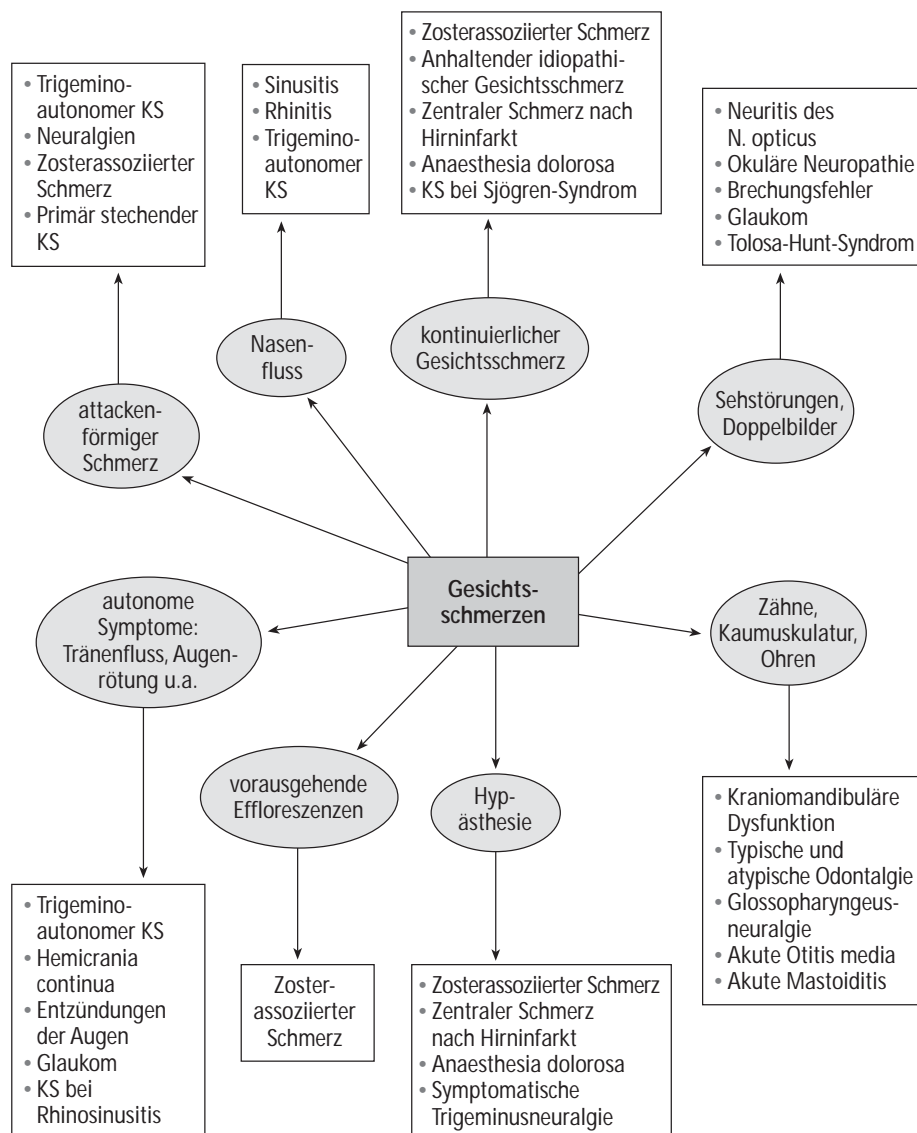 • Trigemino-
autonomer KS
• Neuralgien
• Zosterassoziierter
Schmerz
• Primär stechender
KS
• Sinusitis
• Rhinitis
• Trigemino-
autonomer
KS
• Zosterassoziierter Schmerz
• Anhaltender idiopathi-
scher Gesichtsschmerz
• Zentraler Schmerz nach
Hirninfarkt
• Anaesthesia dolorosa
• KS bei Sjögren-Syndrom
• Neuritis des
N. opticus
• Okuläre Neuropathie
• Brechungsfehler
• Glaukom
• Tolosa-Hunt-Syndrom
attacken-
förmiger
Schmerz
Nasen-
fluss
kontinuierlicher
Gesichtsschmerz
Sehstörungen,
Doppelbilder
Gesichts-
schmerzen
autonome
Symptome:
Tränenfluss, Augen-
rötung u.a.
vorausgehende
Effloreszenzen
Hyp-
ästhesie
Zähne,
Kaumuskulatur,
Ohren
• Trigemino-
autonomer KS
• Hemicrania
continua
• Entzündungen
der Augen
• Glaukom
• KS bei
Rhinosinusitis
Zoster-
assoziierter
Schmerz
• Zosterassoziierter Schmerz
• Zentraler Schmerz
nach Hirninfarkt
• Anaesthesia dolorosa
• Symptomatische
Trigeminusneuralgie
• Kraniomandibuläre
Dysfunktion
• Typische und
atypische Odontalgie
• Glossopharyngeus-
neuralgie
• Akute Otitis media
• Akute Mastoiditis